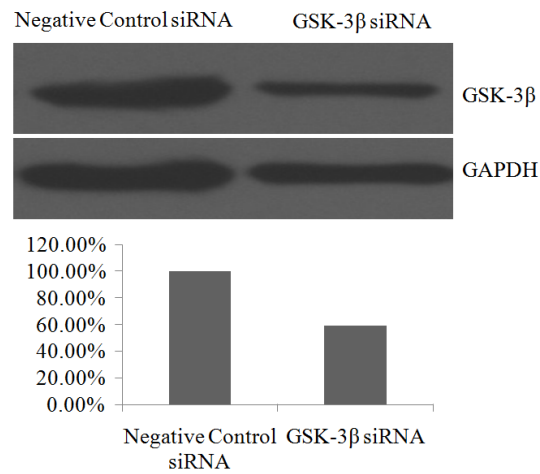 Negative Control siRNA GSK-3β siRNA
GSK-3β
GAPDH
120.00%
100.00%
80.00%
60.00%
40.00%
20.00%
0.00%
Negative Control GSK-3β siRNA
siRNA